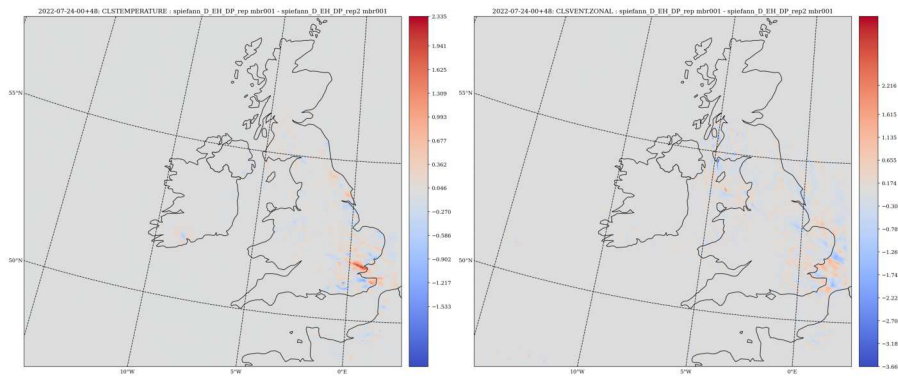 2022-07-24-00+48: CLSTEMPERATURE : spiefann_D_EH_DP_rep mbr001 - spiefann_D_EH_DP_rep2 mbr001
55°N
50°N
10°W
5°W
0°E
2.335
1.941
1.625
1.309
0.993
0.677
0.362
0.046
−0.270
−0.586
−0.902
−1.217
−1.533
2022-07-24-00+48: CLSVENT.ZONAL : spiefann_D_EH_DP_rep mbr001 - spiefann_D_EH_DP_rep2 mbr001
55°N
50°N
10°W
5°W
0°E
2.216
1.615
1.135
0.655
0.174
−0.30
−0.78
−1.26
−1.74
−2.22
−2.70
−3.18
−3.66